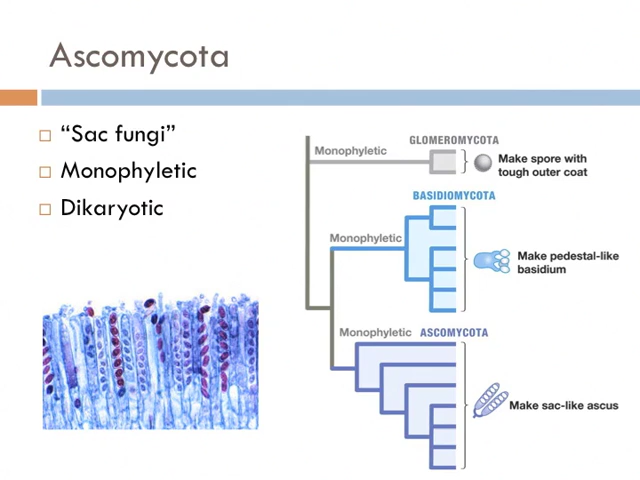 Ascomycota
“Sac fungi”
Monophyletic
Dikaryotic
GLOMEROMYCOTA
Monophyletic
Make spore with
tough outer coat
BASIDIOMYCOTA
Monophyletic
Make pedestal-like
basidium
Monophyletic
ASCOMYCOTA
Make sac-like ascus